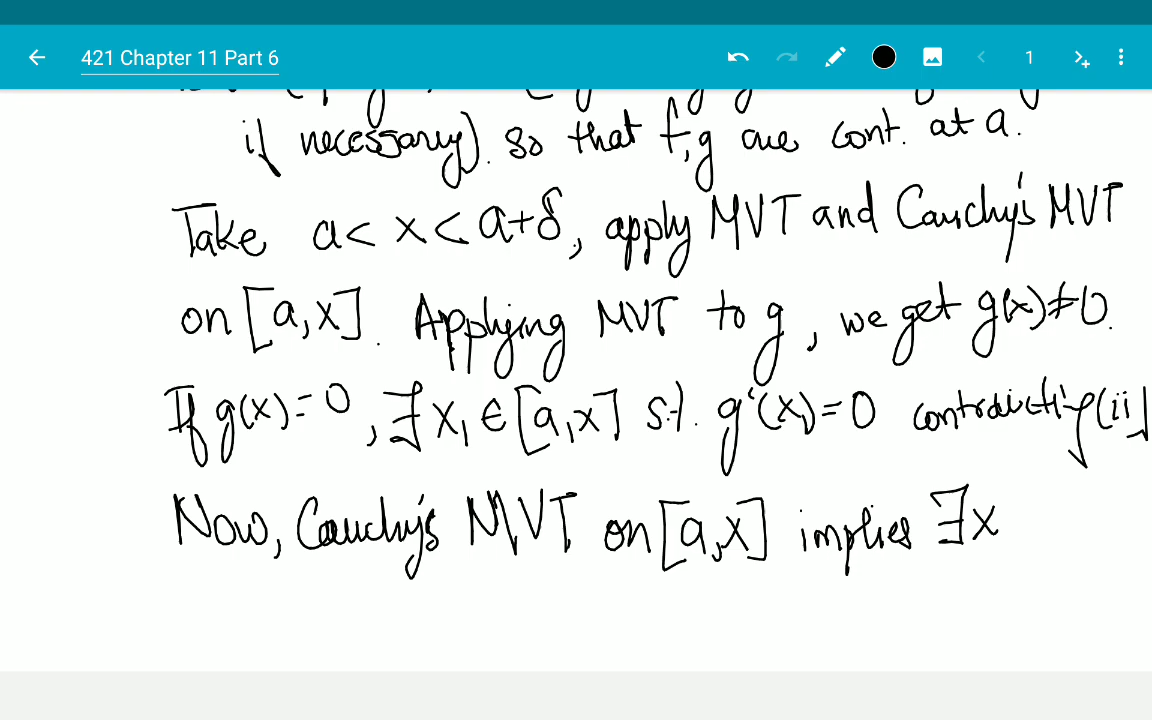 421 Chapter 11 Part 6
1
if necessary). so that f,g are cont. at a.
Take a< x < a+δ, apply MVT and Cauchy's MVT
on [a,x]. Applying MVT to g, we get g(x)≠0.
If g(x)=0, ∃ x₁ ∈ [a,x] s.t. g'(x₁)=0 contradicting (ii)
Now, Cauchy's MVT on [a,x] implies ∃x